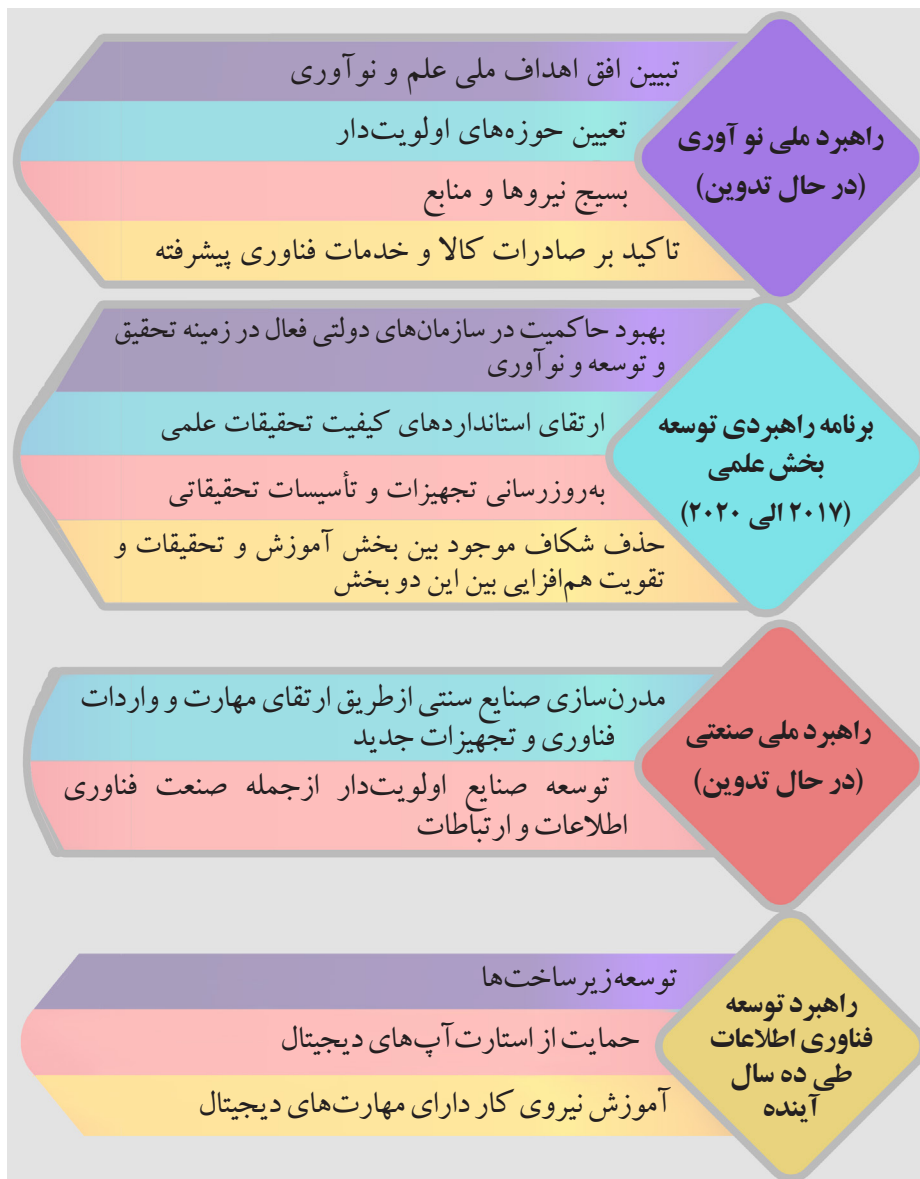 راهبرد ملی نو آوری
(در حال تدوین)
تبیین افق اهداف ملی علم و نوآوری
تعیین حوزه‌های اولویت‌دار
بسیج نیروها و منابع
تاکید بر صادرات کالا و خدمات فناوری پیشرفته
برنامه راهبردی توسعه
بخش علمی
(۲۰۱۷ الی ۲۰۲۰)
بهبود حاکمیت در سازمان‌های دولتی فعال در زمینه تحقیق
و توسعه و نوآوری
ارتقای استانداردهای کیفیت تحقیقات علمی
به‌روزرسانی تجهیزات و تأسیسات تحقیقاتی
حذف شکاف موجود بین بخش آموزش و تحقیقات و
تقویت هم‌افزایی بین این دو بخش
راهبرد ملی صنعتی
(در حال تدوین)
مدرن‌سازی صنایع سنتی ازطریق ارتقای مهارت و واردات
فناوری و تجهیزات جدید
توسعه صنایع اولویت‌دار ازجمله صنعت فناوری
اطلاعات و ارتباطات
راهبرد توسعه
فناوری اطلاعات
طی ده سال
آینده
توسعه‌زیرساخت‌ها
حمایت از استارت‌آپ‌های دیجیتال
آموزش نیروی کار دارای مهارت‌های دیجیتال